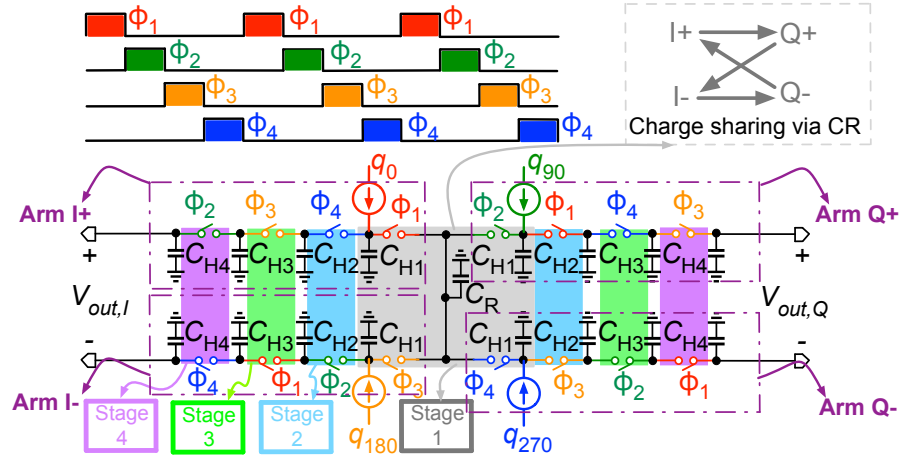 Φ1 Φ1 Φ1
Φ2 Φ2 Φ2
Φ3 Φ3 Φ3
Φ4 Φ4 Φ4
I+ Q+
I- Q-
Charge sharing via CR
q0 q90
Arm I+ Φ2 Φ3 Φ4 Φ1 Φ2 Φ1 Φ4 Φ3 Arm Q+
+ CH4 CH3 CH2 CH1 CH1 CH2 CH3 CH4 +
Vout,I CR Vout,Q
- CH4 CH3 CH2 CH1 CH1 CH2 CH3 CH4 -
Arm I- Φ4 Φ1 Φ2 Φ3 Φ4 Φ3 Φ2 Φ1 Arm Q-
Stage 4
Stage 3
Stage 2
Stage 1
q180 q270